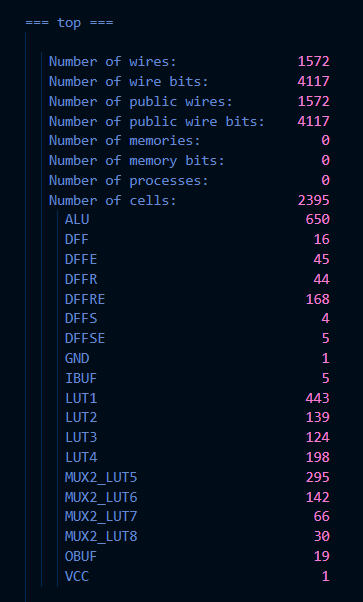 === top ===
Number of wires: 1572
Number of wire bits: 4117
Number of public wires: 1572
Number of public wire bits: 4117
Number of memories: 0
Number of memory bits: 0
Number of processes: 0
Number of cells: 2395
ALU 650
DFF 16
DFFE 45
DFFR 44
DFFRE 168
DFFS 4
DFFSE 5
GND 1
IBUF 5
LUT1 443
LUT2 139
LUT3 124
LUT4 198
MUX2_LUT5 295
MUX2_LUT6 142
MUX2_LUT7 66
MUX2_LUT8 30
OBUF 19
VCC 1